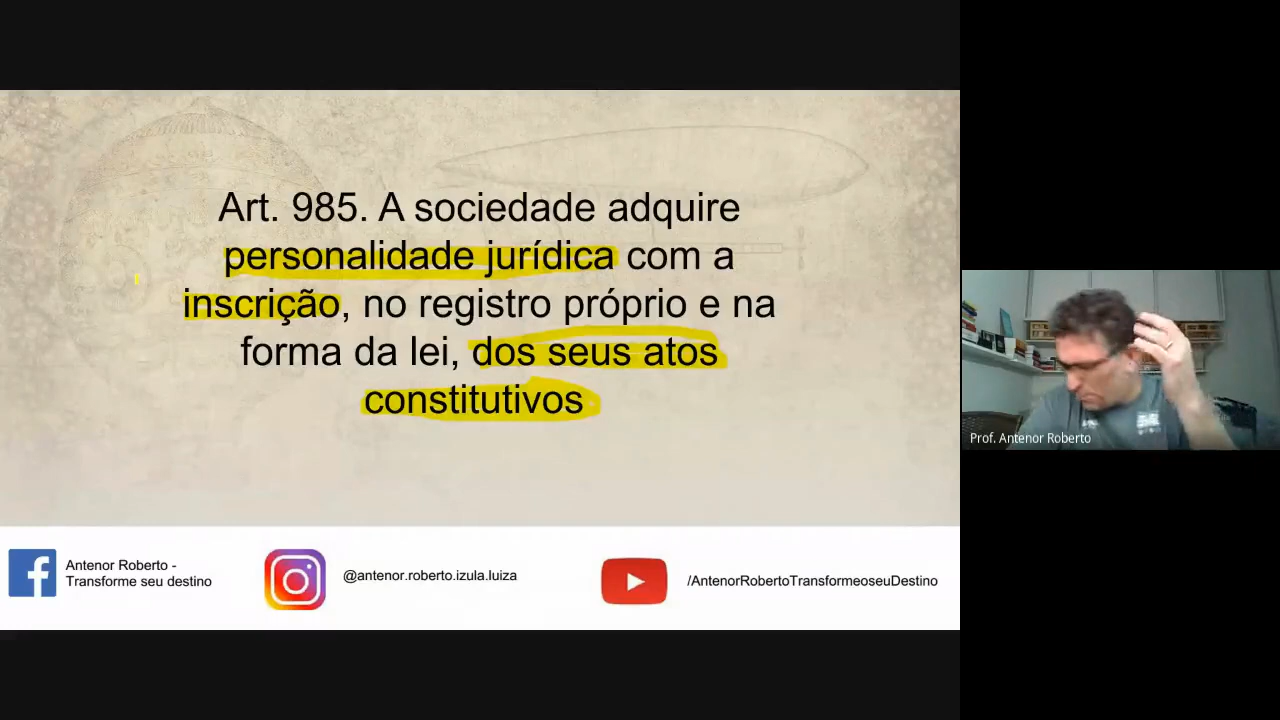 Art. 985. A sociedade adquire
personalidade jurídica com a
inscrição, no registro próprio e na
forma da lei, dos seus atos
constitutivos
Prof. Antenor Roberto
Antenor Roberto -
Transforme seu destino
@antenor.roberto.izula.luiza
/AntenorRobertoTransformeoseuDestino